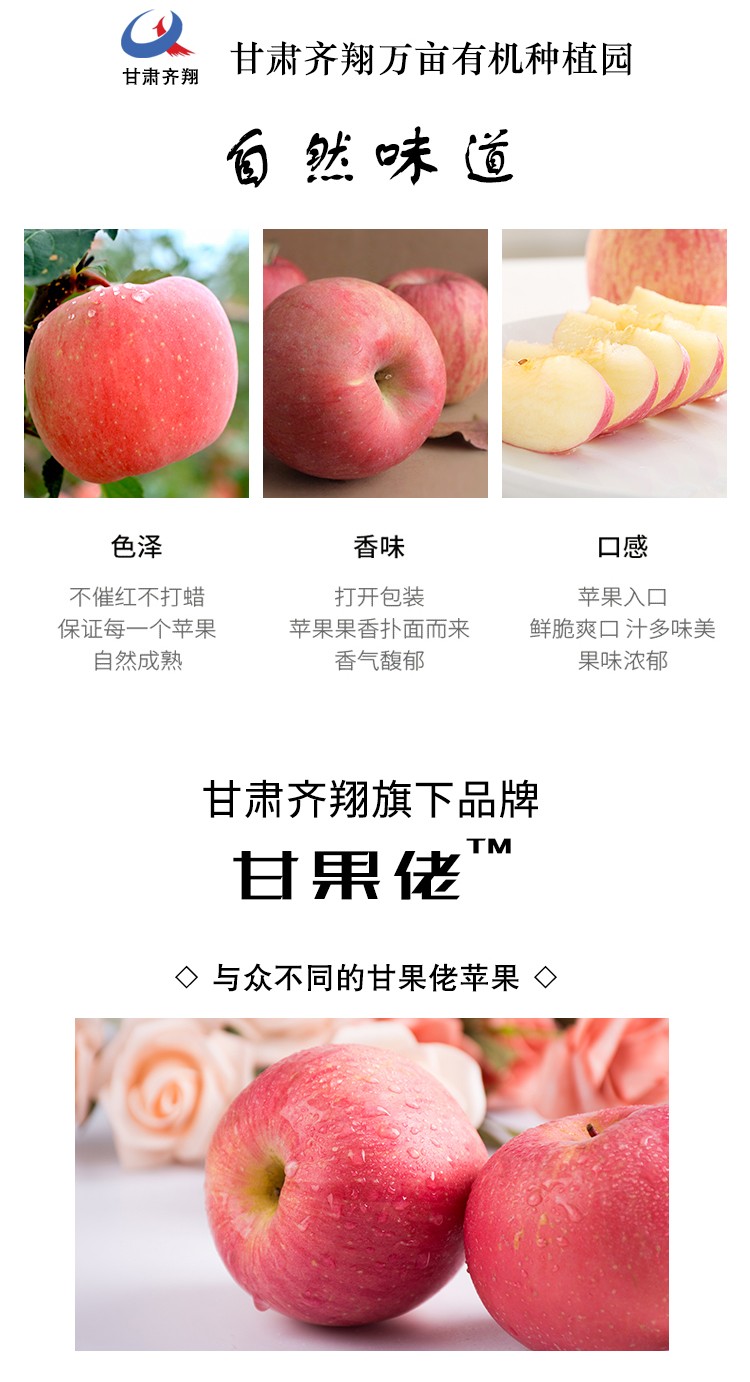 甘肃齐翔
甘肃齐翔万亩有机种植园
自然味道
色泽
不催红不打蜡
保证每一个苹果
自然成熟
香味
打开包装
苹果果香扑面而来
香气馥郁
口感
苹果入口
鲜脆爽口 汁多味美
果味浓郁
甘肃齐翔旗下品牌
甘果佬™
◇ 与众不同的甘果佬苹果 ◇